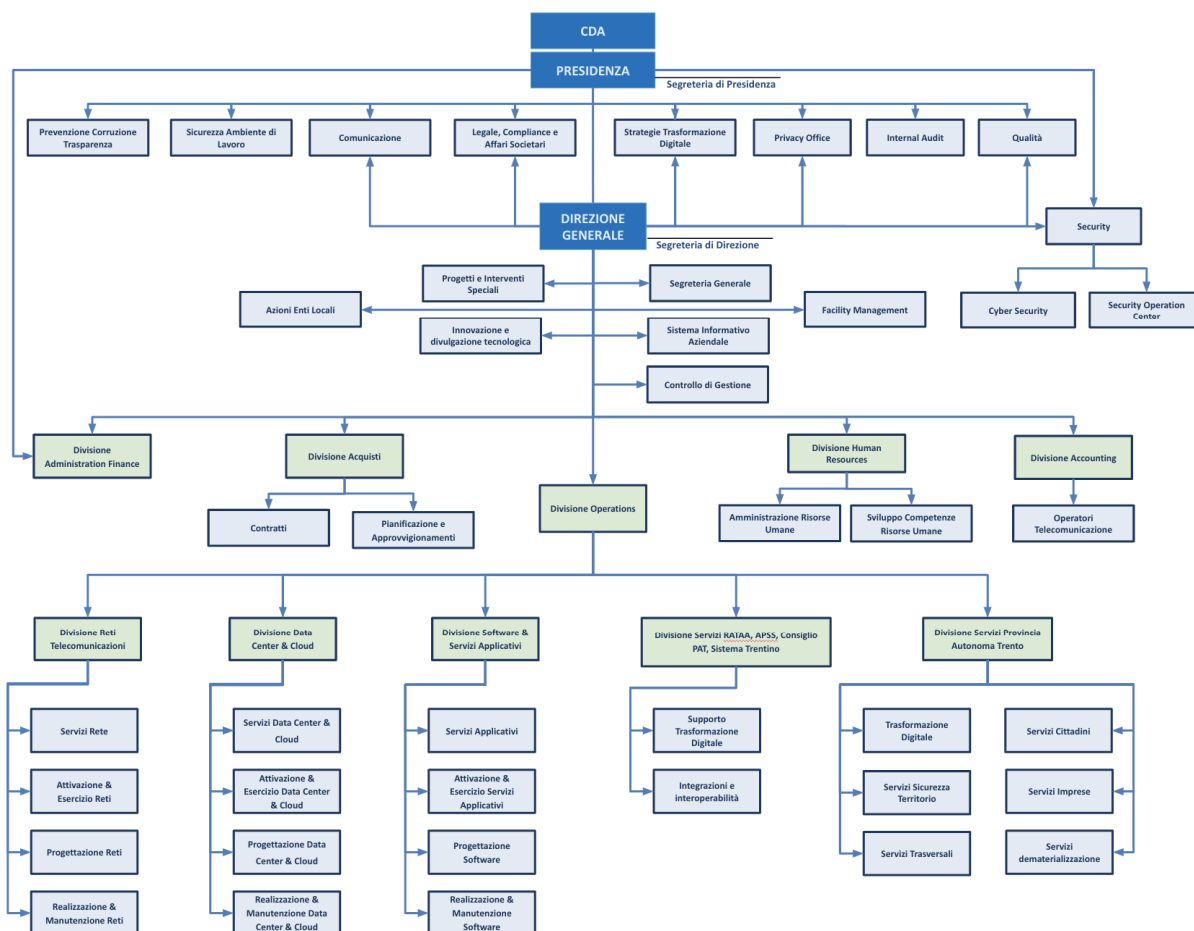 CDA
PRESIDENZA
Segreteria di Presidenza
Prevenzione Corruzione
Trasparenza
Sicurezza Ambiente di
Lavoro
Comunicazione
Legale, Compliance e
Affari Societari
Strategie Trasformazione
Digitale
Privacy Office
Internal Audit
Qualità
DIREZIONE
GENERALE
Segreteria di Direzione
Security
Progetti e Interventi
Speciali
Segreteria Generale
Azioni Enti Locali
Facility Management
Cyber Security
Security Operation
Center
Innovazione e
divulgazione tecnologica
Sistema Informativo
Aziendale
Controllo di Gestione
Divisione
Administration Finance
Divisione Acquisti
Divisione Human
Resources
Divisione Accounting
Divisione Operations
Contratti
Pianificazione e
Approvvigionamenti
Amministrazione Risorse
Umane
Sviluppo Competenze
Risorse Umane
Operatori
Telecomunicazione
Divisione Reti
Telecomunicazioni
Divisione Data
Center & Cloud
Divisione Software &
Servizi Applicativi
Divisione Servizi RATAA, APSS, Consiglio
PAT, Sistema Trentino
Divisione Servizi Provincia
Autonoma Trento
Servizi Rete
Attivazione &
Esercizio Reti
Progettazione Reti
Realizzazione &
Manutenzione Reti
Servizi Data Center &
Cloud
Attivazione &
Esercizio Data Center
& Cloud
Progettazione Data
Center & Cloud
Realizzazione &
Manutenzione Data
Center & Cloud
Servizi Applicativi
Attivazione &
Esercizio Servizi
Applicativi
Progettazione
Software
Realizzazione &
Manutenzione
Software
Supporto
Trasformazione
Digitale
Integrazioni e
interoperabilità
Trasformazione
Digitale
Servizi Sicurezza
Territorio
Servizi Trasversali
Servizi Cittadini
Servizi Imprese
Servizi
dematerializzazione